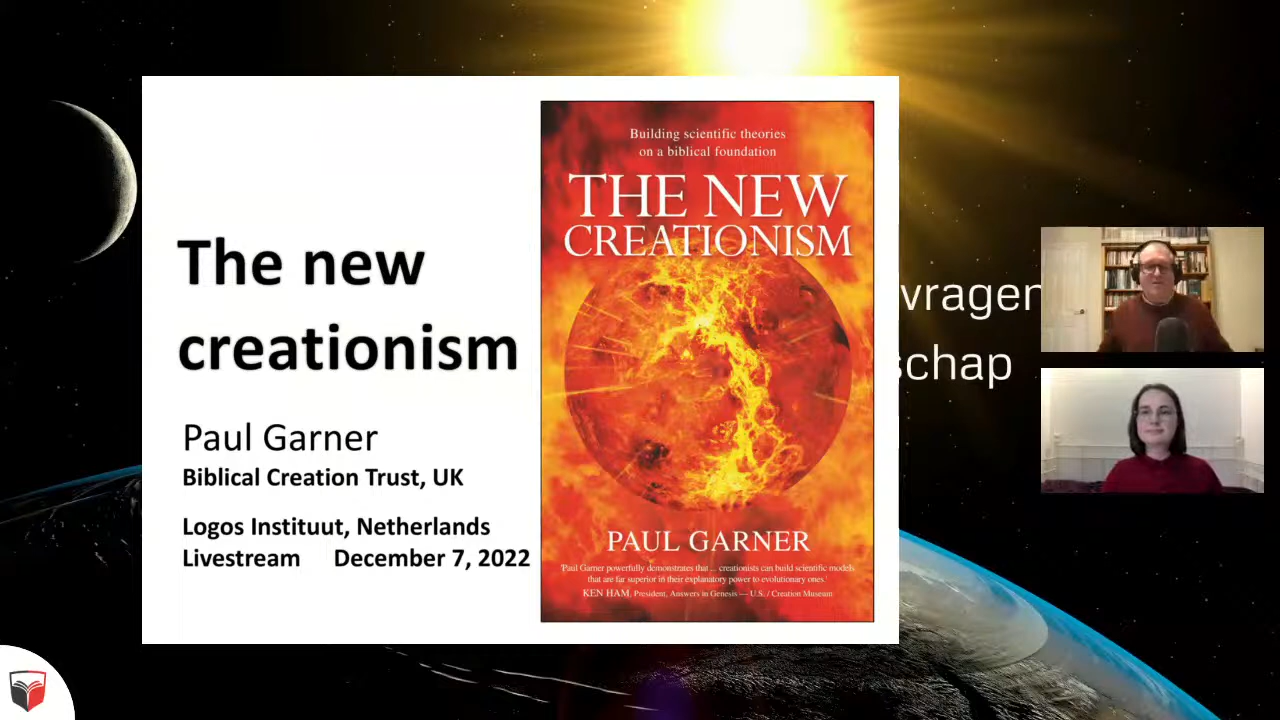 The new
creationism
Paul Garner
Biblical Creation Trust, UK
Logos Instituut, Netherlands
Livestream December 7, 2022
Building scientific theories
on a biblical foundation
THE NEW
CREATIONISM
PAUL GARNER
'Paul Garner powerfully demonstrates that... creationists can build scientific models
that are far superior in their explanatory power to evolutionary ones.'
KEN HAM, President, Answers in Genesis — U.S. / Creation Museum
vragen
schap